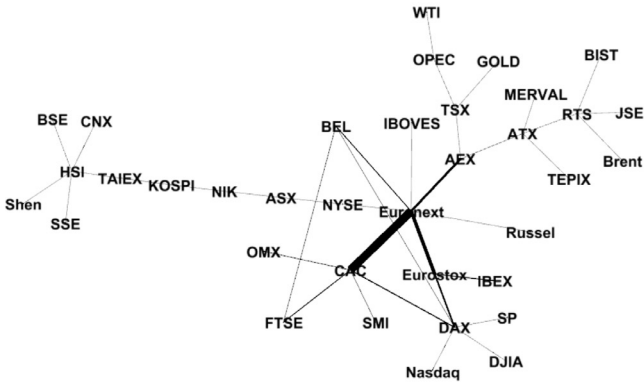 WTI
OPEC
GOLD
BIST
MERVAL
TSX
RTS
JSE
BSE
CNX
BEL
IBOVES
ATX
AEX
Brent
HSI
TAIEX
KOSPI
NIK
ASX
NYSE
Euronext
TEPIX
Shen
SSE
Russel
OMX
CAC
Eurostox
IBEX
FTSE
SMI
DAX
SP
DJIA
Nasdaq